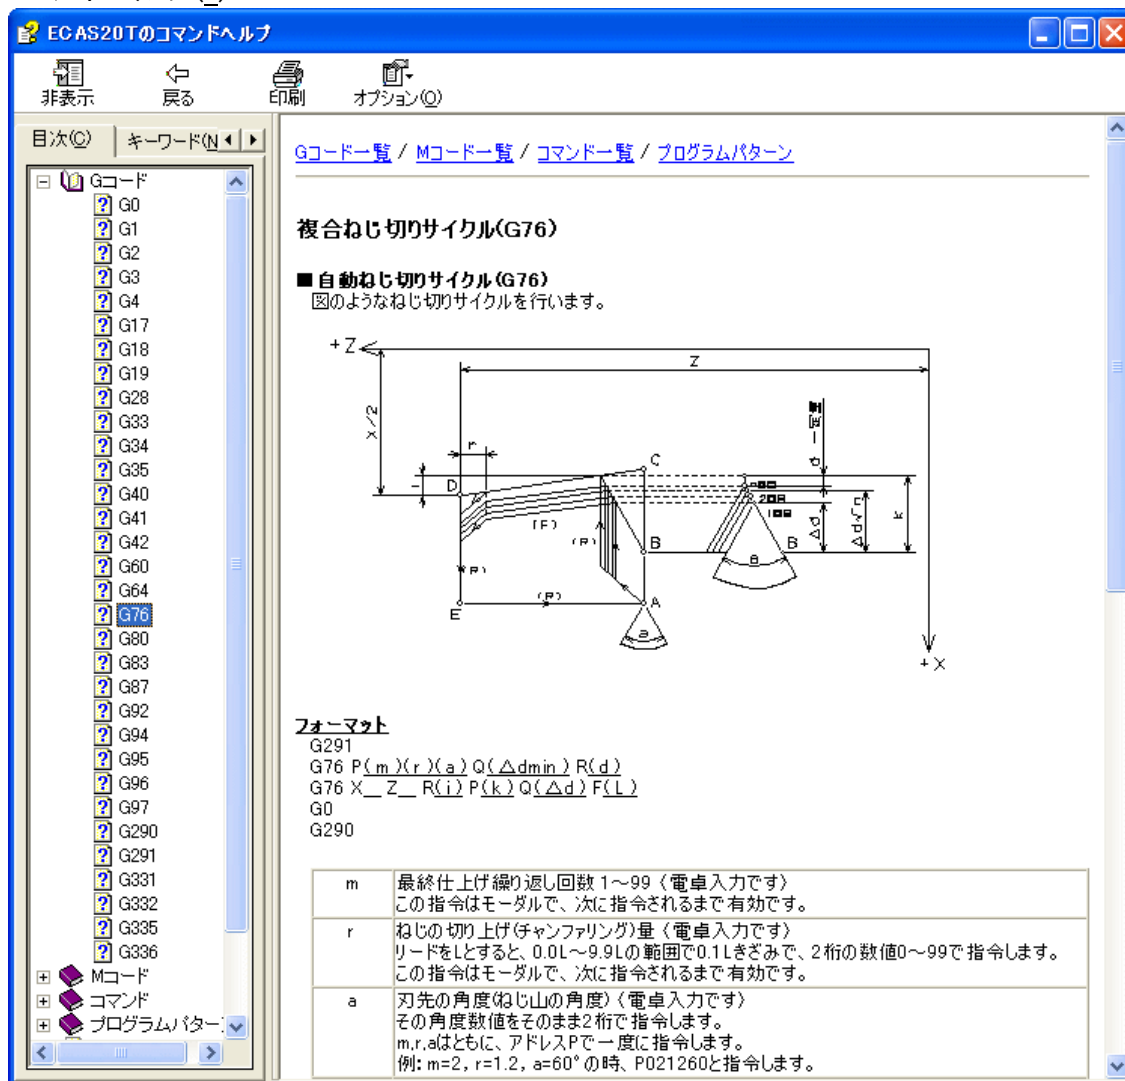 ECAS20Tのコマンドヘルプ
非表示
戻る
印刷
オプション(O)
目次(C)
キーワード(N
Gコード
G0
G1
G2
G3
G4
G17
G18
G19
G28
G33
G34
G35
G40
G41
G42
G60
G64
G76
G80
G83
G87
G92
G94
G95
G96
G97
G290
G291
G331
G332
G335
G336
Mコード
コマンド
プログラムパター
Gコード一覧 / Mコード一覧 / コマンド一覧 / プログラムパターン
複合ねじ切りサイクル(G76)
■自動ねじ切りサイクル(G76)
図のようなねじ切りサイクルを行います。
+Z
Z
x/2
r
i
C
D
(F)
(R)
B
(R)
(R)
E
A
a
d
2回目
1回目
Δd
Δd√n
k
B
a
+X
フォーマット
G291
G76 P(m)(r)(a) Q(△dmin) R(d)
G76 X__ Z__ R(i) P(k) Q(△d) F(L)
G0
G290
m
最終仕上げ繰り返し回数 1～99 (電卓入力です)
この指令はモーダルで、次に指令されるまで有効です。
r
ねじの切り上げ(チャンファリング)量 (電卓入力です)
リードをLとすると、0.0L～9.9Lの範囲で0.1Lきざみで、2桁の数値0～99で指令します。
この指令はモーダルで、次に指令されるまで有効です。
a
刃先の角度(ねじ山の角度) (電卓入力です)
その角度数値をそのまま2桁で指令します。
m,r,aはともに、アドレスPで一度に指令します。
例: m=2, r=1.2, a=60°の時、P021260と指令します。